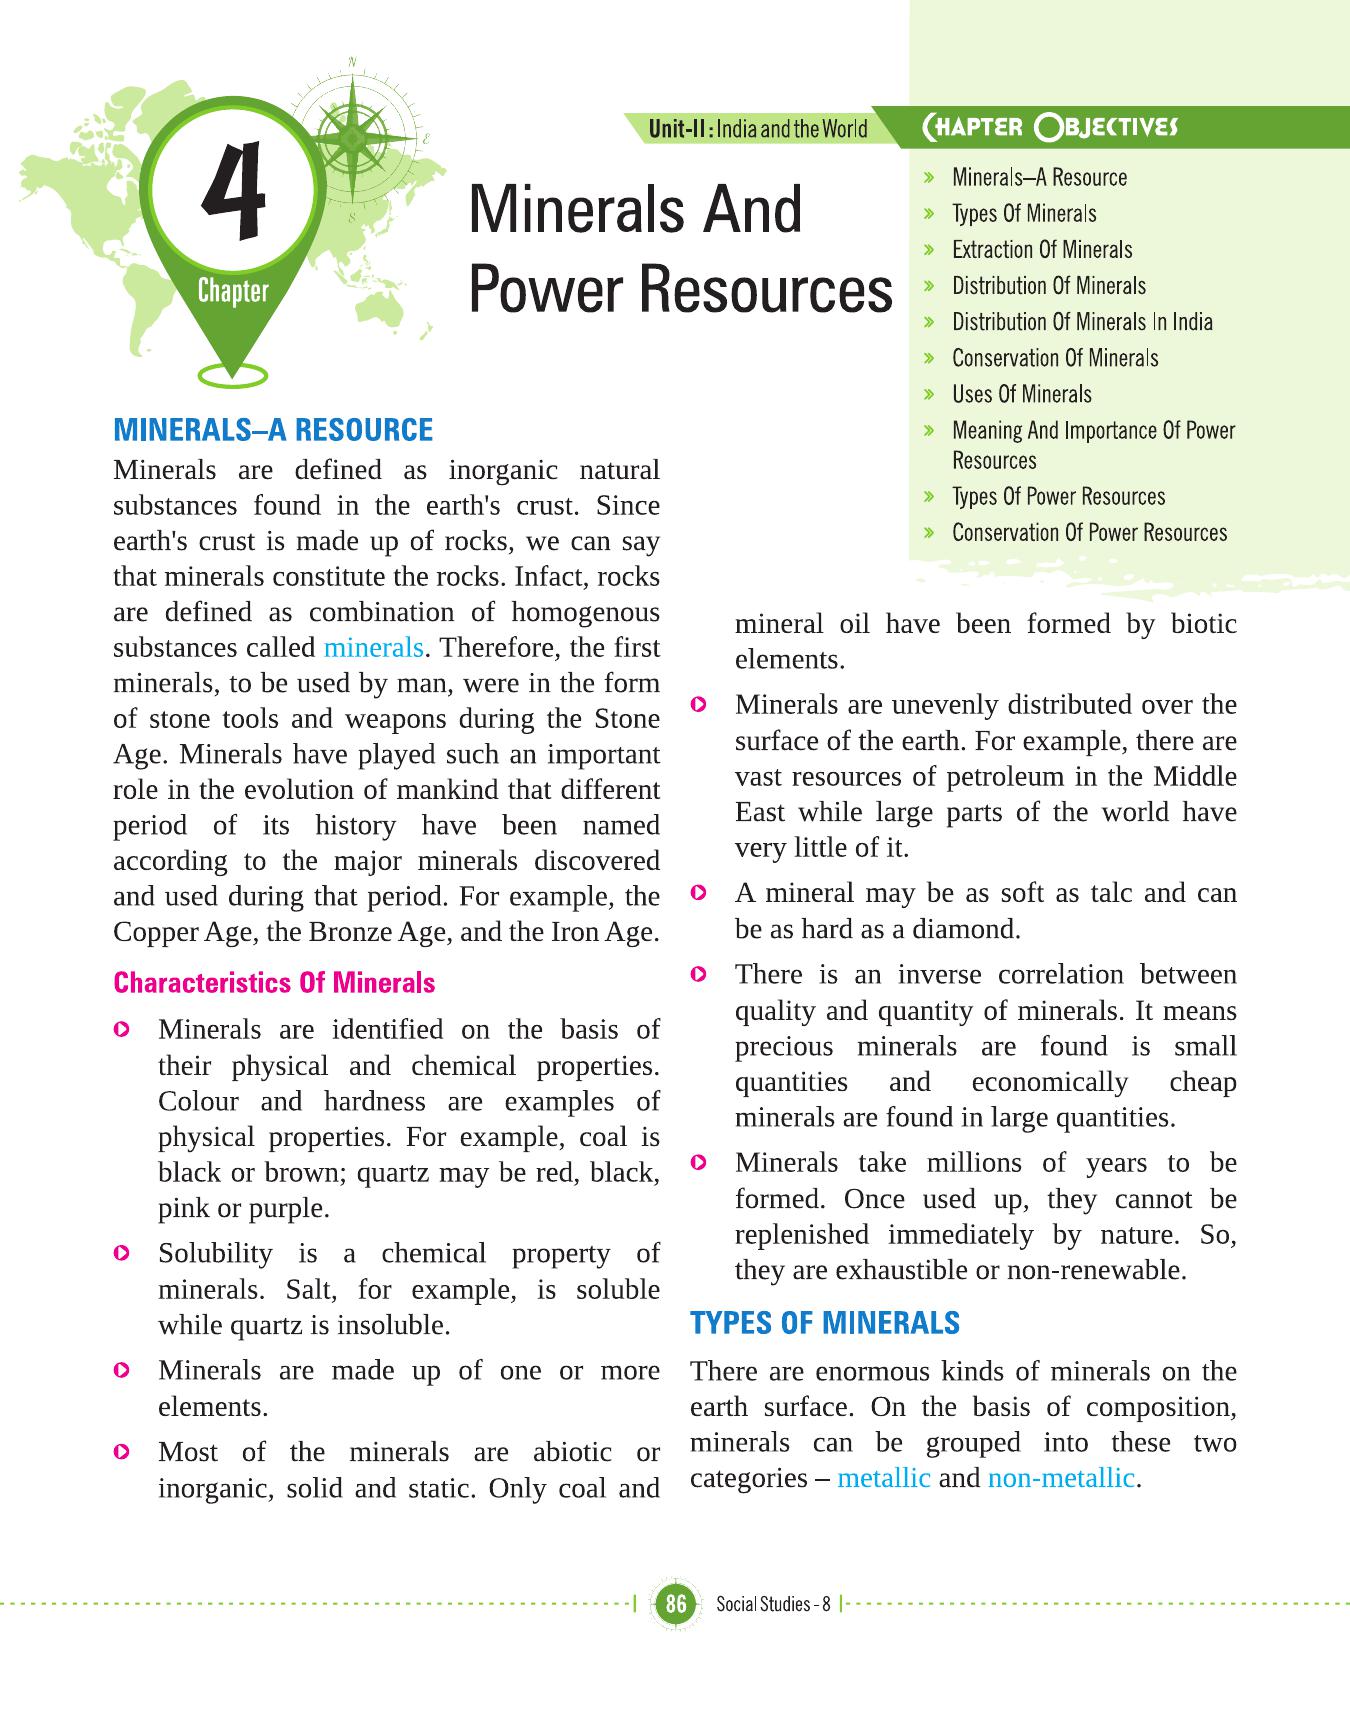 N
E
S
4
Chapter
Unit-II : India and the World
Minerals And
Power Resources
CHAPTER OBJECTIVES
Minerals–A Resource
Types Of Minerals
Extraction Of Minerals
Distribution Of Minerals
Distribution Of Minerals In India
Conservation Of Minerals
Uses Of Minerals
Meaning And Importance Of Power
Resources
Types Of Power Resources
Conservation Of Power Resources
MINERALS–A RESOURCE
Minerals are defined as inorganic natural
substances found in the earth's crust. Since
earth's crust is made up of rocks, we can say
that minerals constitute the rocks. Infact, rocks
are defined as combination of homogenous
substances called minerals. Therefore, the first
minerals, to be used by man, were in the form
of stone tools and weapons during the Stone
Age. Minerals have played such an important
role in the evolution of mankind that different
period of its history have been named
according to the major minerals discovered
and used during that period. For example, the
Copper Age, the Bronze Age, and the Iron Age.
Characteristics Of Minerals
Minerals are identified on the basis of
their physical and chemical properties.
Colour and hardness are examples of
physical properties. For example, coal is
black or brown; quartz may be red, black,
pink or purple.
Solubility is a chemical property of
minerals. Salt, for example, is soluble
while quartz is insoluble.
Minerals are made up of one or more
elements.
Most of the minerals are abiotic or
inorganic, solid and static. Only coal and
mineral oil have been formed by biotic
elements.
Minerals are unevenly distributed over the
surface of the earth. For example, there are
vast resources of petroleum in the Middle
East while large parts of the world have
very little of it.
A mineral may be as soft as talc and can
be as hard as a diamond.
There is an inverse correlation between
quality and quantity of minerals. It means
precious minerals are found is small
quantities and economically cheap
minerals are found in large quantities.
Minerals take millions of years to be
formed. Once used up, they cannot be
replenished immediately by nature. So,
they are exhaustible or non-renewable.
TYPES OF MINERALS
There are enormous kinds of minerals on the
earth surface. On the basis of composition,
minerals can be grouped into these two
categories – metallic and non-metallic.
86
Social Studies - 8